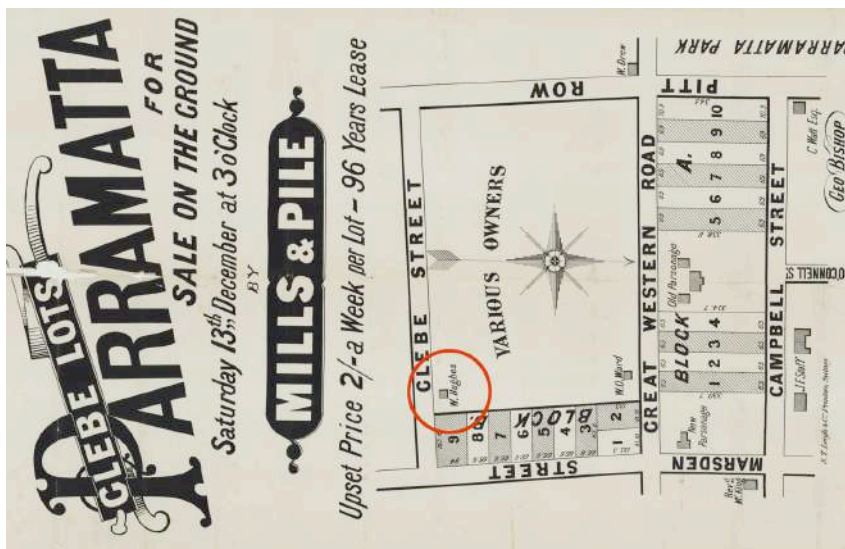 CLEBE LOTS
PARRAMATTA
FOR
SALE ON THE GROUND
Saturday 13th December at 3 o'Clock
BY
MILLS & PILE
Upset Price 2/- a Week per Lot - 96 Years Lease
CLEBE STREET
W. Hughes
VARIOUS OWNERS
ROW
W. Drew
W.O. Ward
STREET
BLOCK B.
9
8
7
6
5
4
3
2
1
GREAT WESTERN ROAD
PITT
PARRAMATTA PARK
BLOCK A.
10
9
8
7
6
5
Old Parsonage
4
3
2
1
New Parsonage
MARSDEN
CAMPBELL STREET
C. Watt Esq.
GEO BISHOP
O'CONNELL ST
Revd.